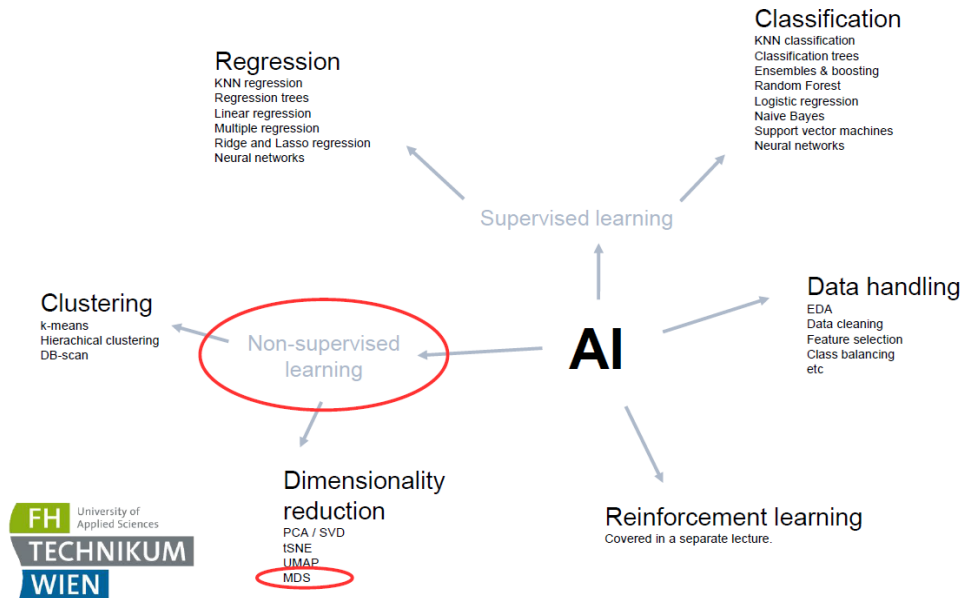 Classification
KNN classification
Classification trees
Ensembles & boosting
Random Forest
Logistic regression
Naive Bayes
Support vector machines
Neural networks
Regression
KNN regression
Regression trees
Linear regression
Multiple regression
Ridge and Lasso regression
Neural networks
Supervised learning
Clustering
k-means
Hierachical clustering
DB-scan
Non-supervised
learning
AI
Data handling
EDA
Data cleaning
Feature selection
Class balancing
etc
Dimensionality
reduction
PCA / SVD
tSNE
UMAP
MDS
Reinforcement learning
Covered in a separate lecture.
FH
University of
Applied Sciences
TECHNIKUM
WIEN